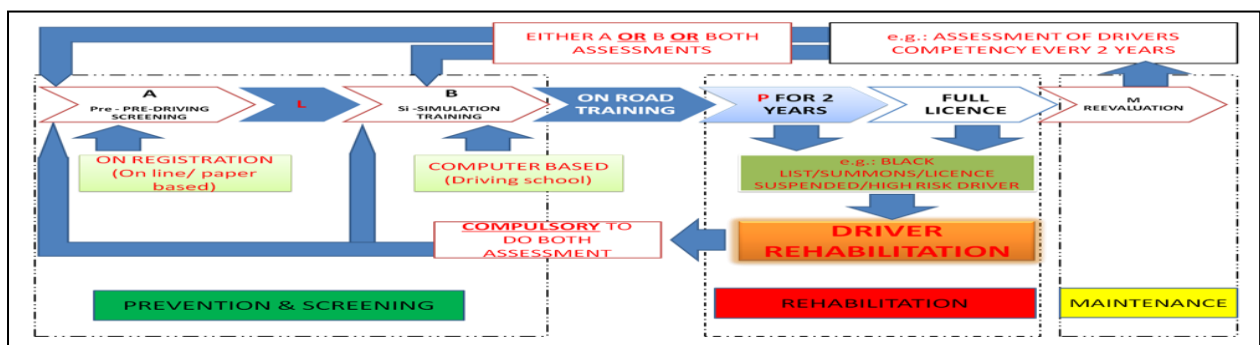 EITHER A OR B OR BOTH
ASSESSMENTS
e.g.: ASSESSMENT OF DRIVERS
COMPETENCY EVERY 2 YEARS
A
Pre - PRE-DRIVING
SCREENING
L
B
Si -SIMULATION
TRAINING
ON ROAD
TRAINING
P FOR 2
YEARS
FULL
LICENCE
M
REEVALUATION
ON REGISTRATION
(On line/ paper
based)
COMPUTER BASED
(Driving school)
e.g.: BLACK
LIST/SUMMONS/LICENCE
SUSPENDED/HIGH RISK DRIVER
COMPULSORY TO
DO BOTH
ASSESSMENT
DRIVER
REHABILITATION
PREVENTION & SCREENING
REHABILITATION
MAINTENANCE